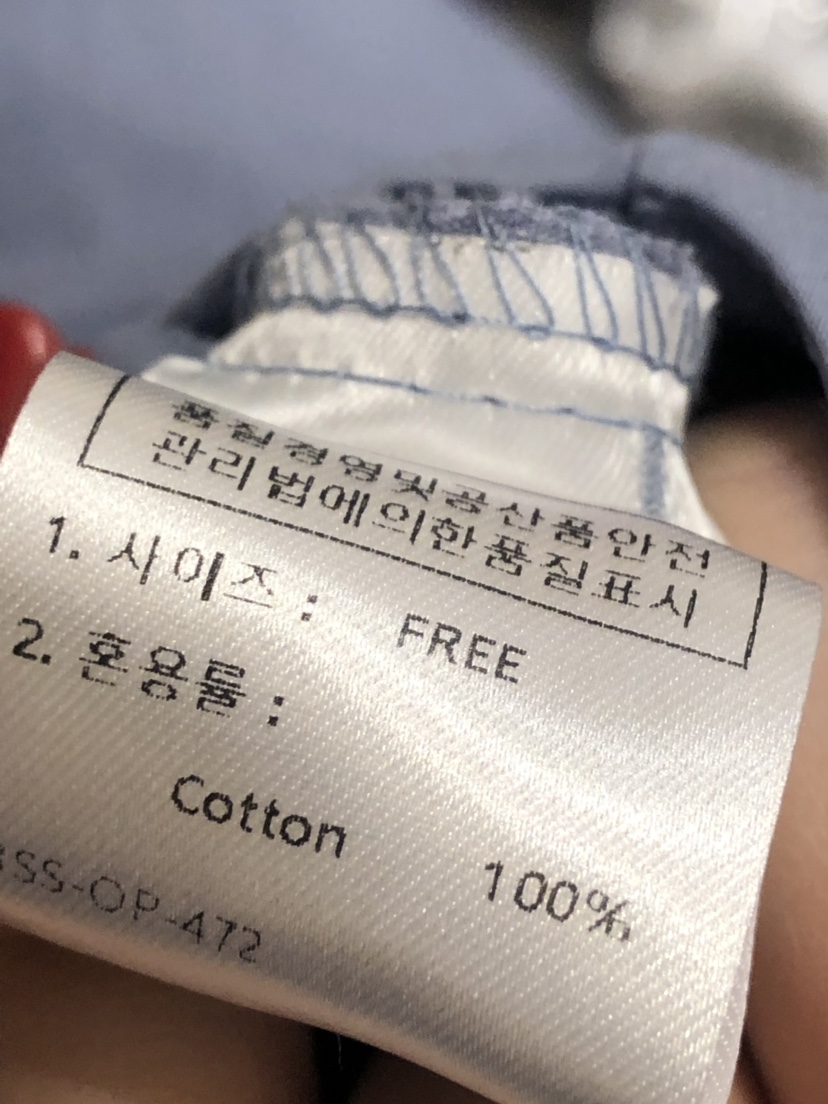 품질경영및공산품안전
관리법에의한품질표시
1. 사이즈 : FREE
2. 혼용률 :
Cotton 100%
SS-OP-472